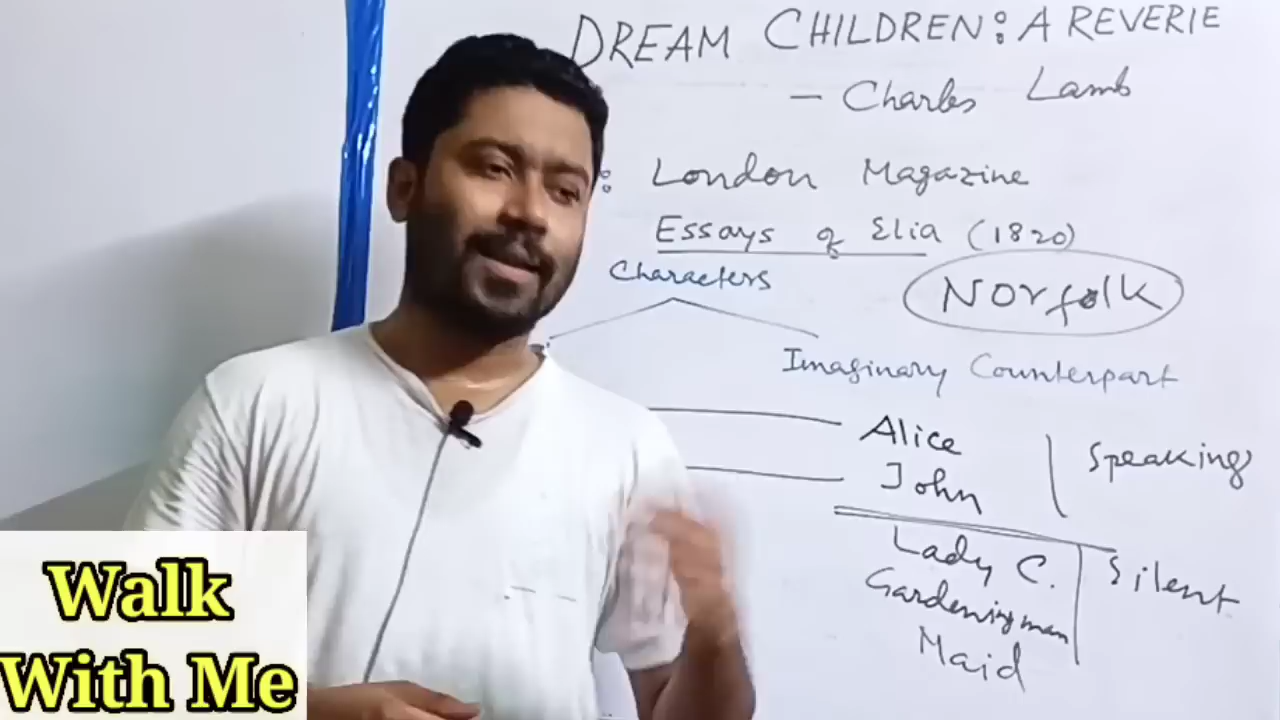 DREAM CHILDREN: A REVERIE
- Charles Lamb
: London Magazine
Essays of Elia (1820)
Characters
Norfolk
Imaginary Counterpart
Alice
Speaking
John
Lady C.
Silent
Gardening man
Maid
Walk
With Me